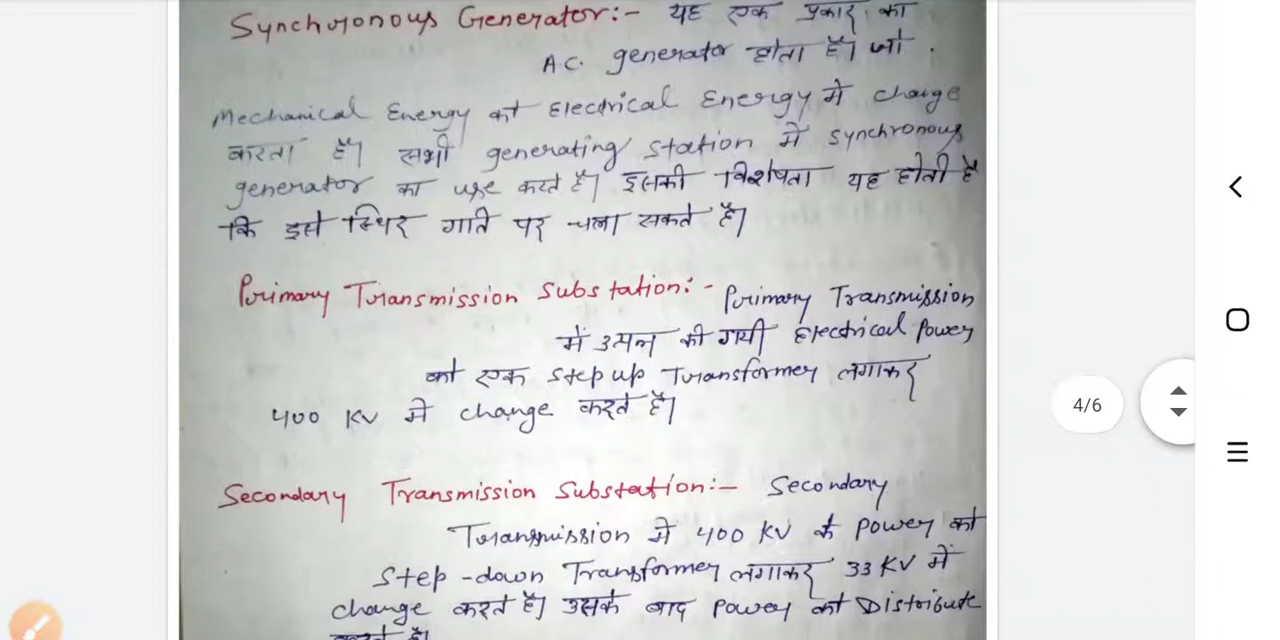 Synchronous Generator:- यह एक प्रकार का
A.C. generator होता है। जो
Mechanical Energy को Electrical Energy में change
करता है। सभी generating station में synchronous
generator का use करते है। इसकी विशेषता यह होती है
कि इसे स्थिर गति पर चला सकते है।
Primary Transmission Substation:- Primary Transmission
में उत्पन्न की गयी Electrical Power
को एक Step up Transformer लगाकर
400 KV में change करते है।
4/6
Secondary Transmission Substation:- Secondary
Transmission में 400 KV के Power को
Step-down Transformer लगाकर 33 KV में
change करते है। उसके बाद Power को Distribute
करते है।